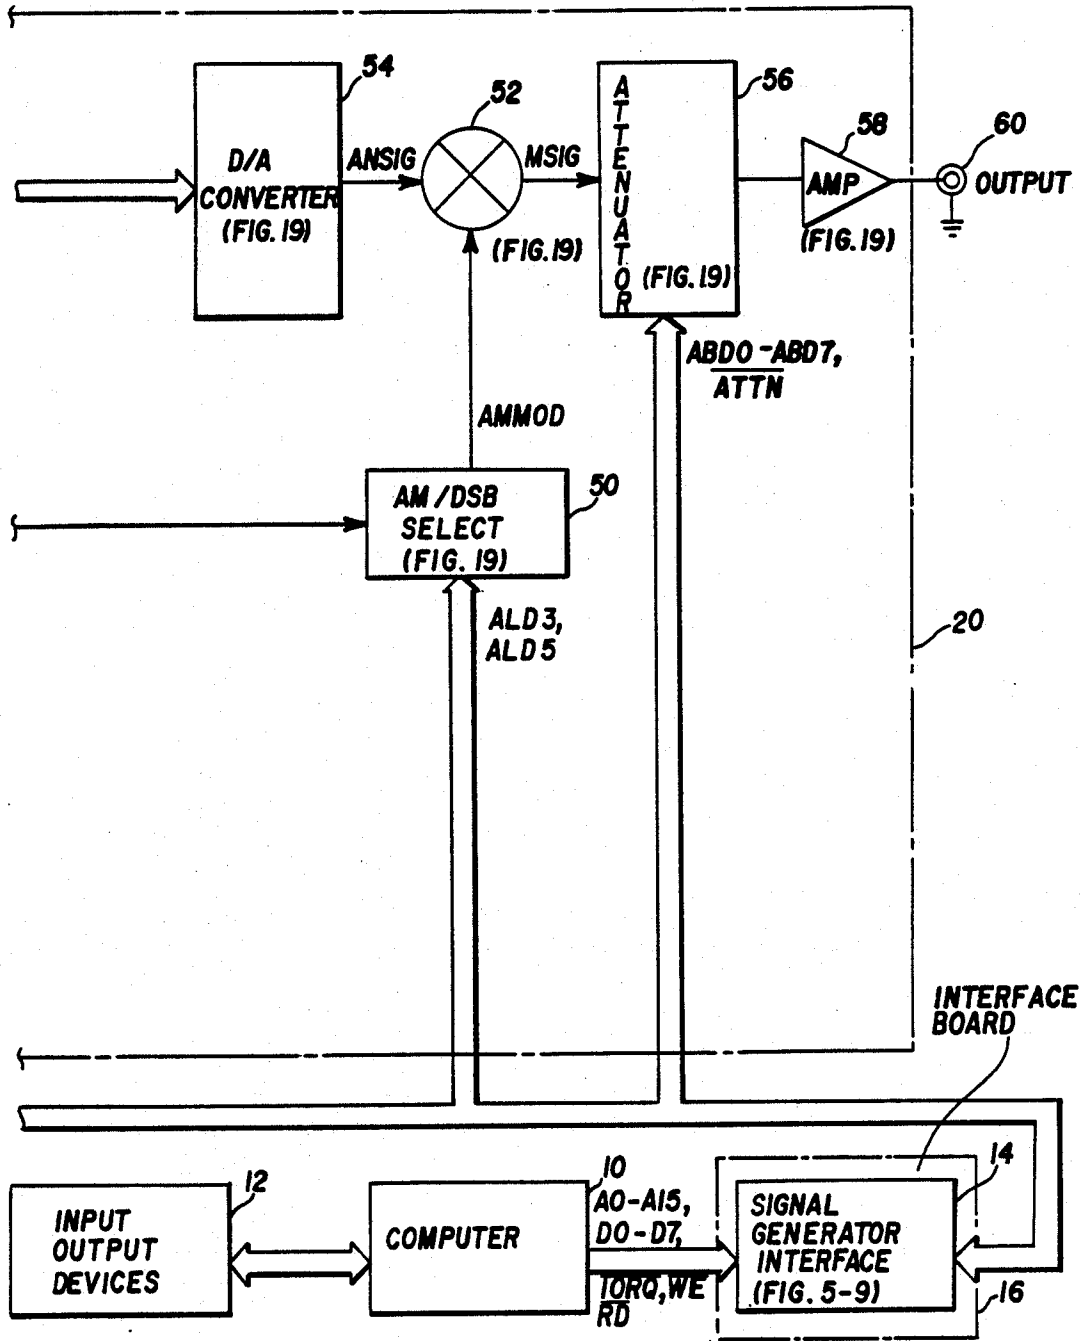 54
D/A
CONVERTER
(FIG. 19)
ANSIG
52
(FIG. 19)
MSIG
56
ATTENUATOR
(FIG. 19)
58
AMP
(FIG. 19)
60
OUTPUT
ABD0-ABD7,
ATTN
AMMOD
AM/DSB
SELECT
(FIG. 19)
50
ALD3,
ALD5
20
INTERFACE
BOARD
12
INPUT
OUTPUT
DEVICES
10
COMPUTER
A0-A15,
D0-D7,
IORQ, WE
RD
14
SIGNAL
GENERATOR
INTERFACE
(FIG. 5-9)
16